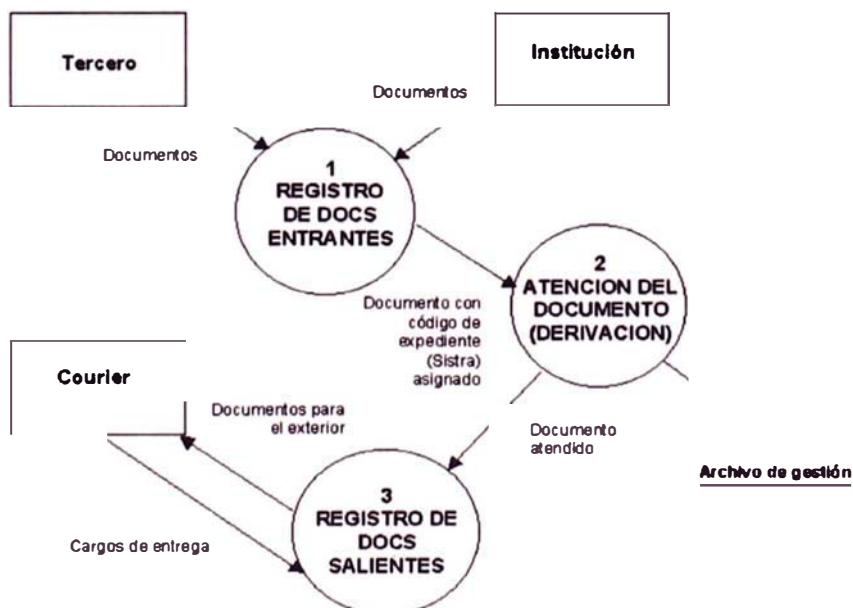 Tercero
Institución
Documentos
Documentos
1
REGISTRO
DE DOCS
ENTRANTES
2
ATENCION DEL
DOCUMENTO
(DERIVACION)
Documento con
código de
expediente
(Sistra)
asignado
Courier
Documentos para
el exterior
Documento
atendido
Archivo de gestión
3
REGISTRO DE
DOCS
SALIENTES
Cargos de entrega